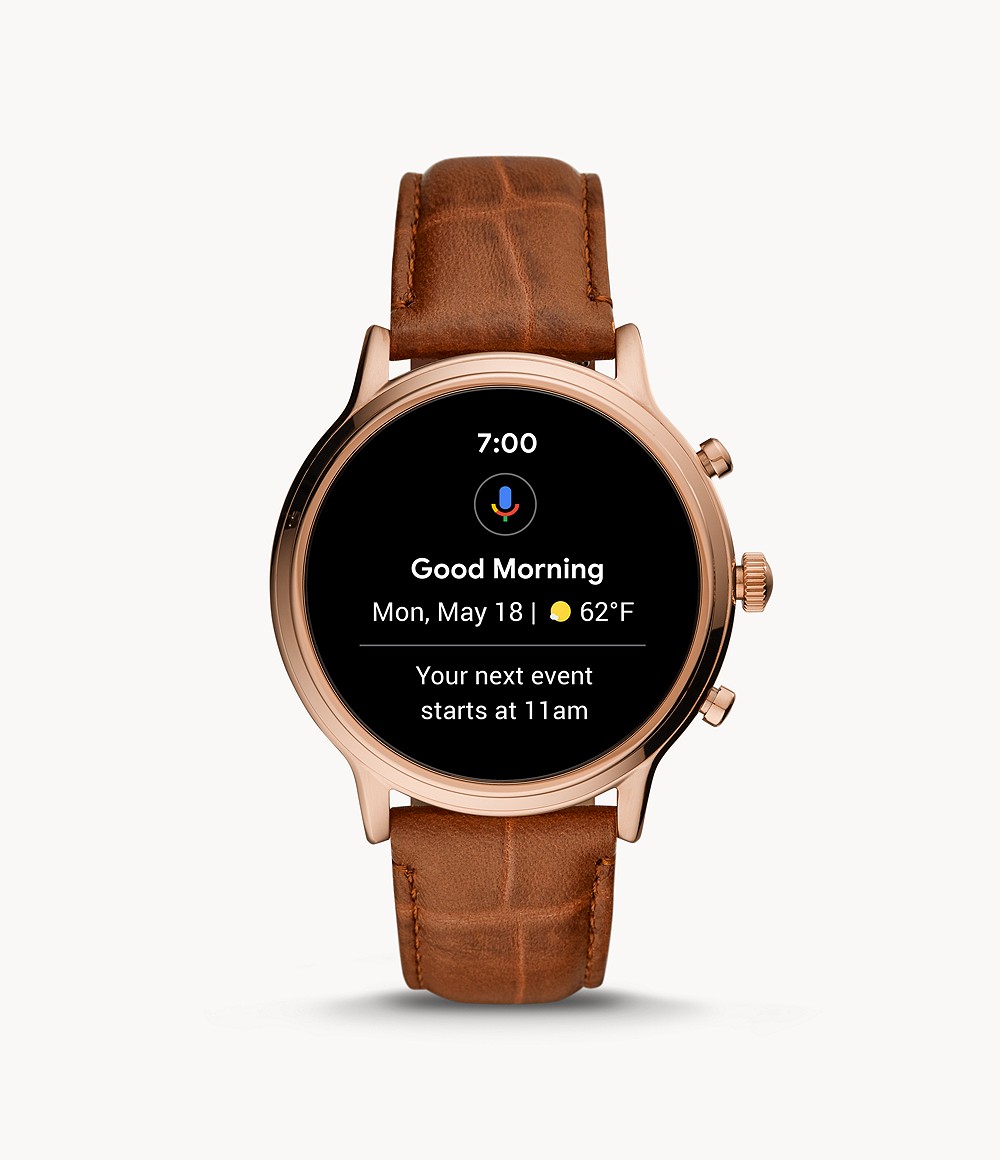 7:00
Good Morning
Mon, May 18 | 62°F
Your next event
starts at 11am